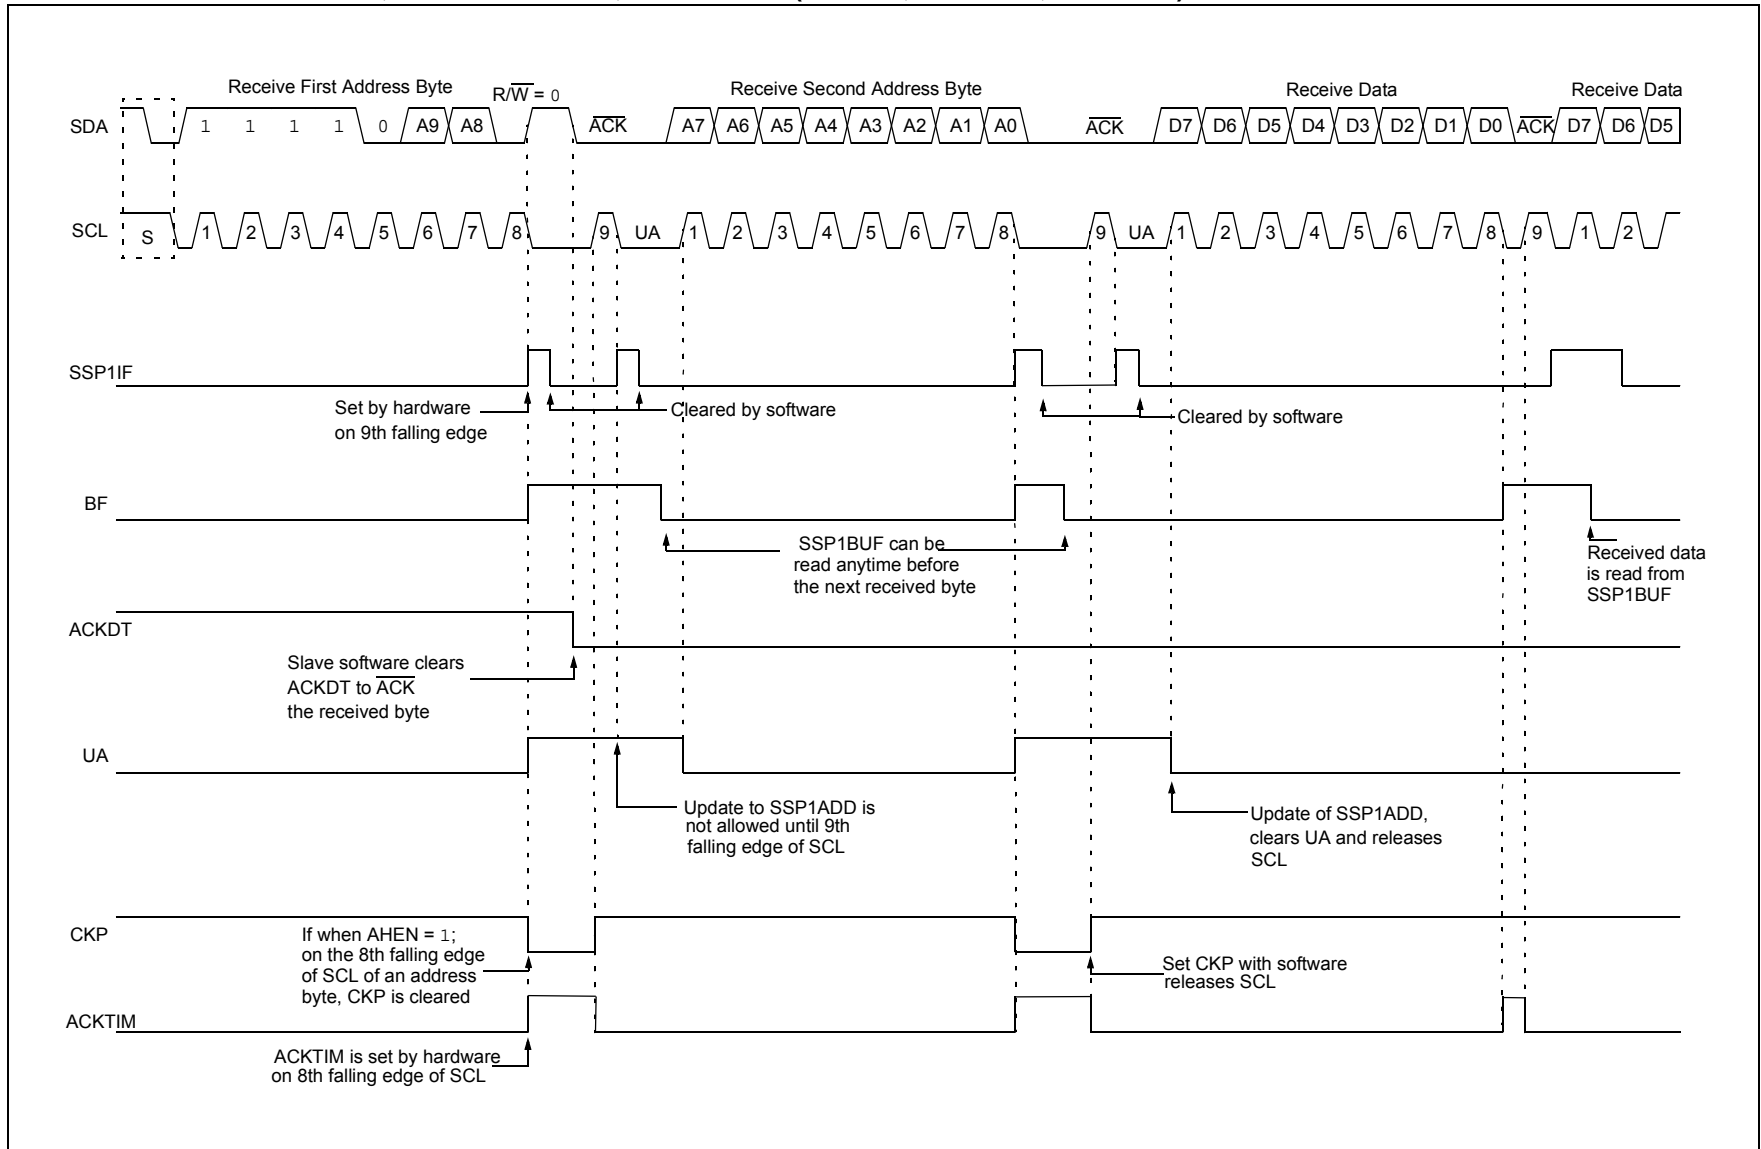 Receive First Address Byte
R/W = 0
Receive Second Address Byte
Receive Data
Receive Data
SDA
1 1 1 1 0 A9 A8
ACK
A7 A6 A5 A4 A3 A2 A1 A0
ACK
D7 D6 D5 D4 D3 D2 D1 D0
ACK
D7 D6 D5
SCL
S
1 2 3 4 5 6 7 8
9
UA
1 2 3 4 5 6 7 8
9
UA
1 2 3 4 5 6 7 8 9 1 2
SSP1IF
Set by hardware
on 9th falling edge
Cleared by software
Cleared by software
BF
SSP1BUF can be
read anytime before
the next received byte
Received data
is read from
SSP1BUF
ACKDT
Slave software clears
ACKDT to ACK
the received byte
UA
Update to SSP1ADD is
not allowed until 9th
falling edge of SCL
Update of SSP1ADD,
clears UA and releases
SCL
CKP
If when AHEN = 1;
on the 8th falling edge
of SCL of an address
byte, CKP is cleared
Set CKP with software
releases SCL
ACKTIM
ACKTIM is set by hardware
on 8th falling edge of SCL